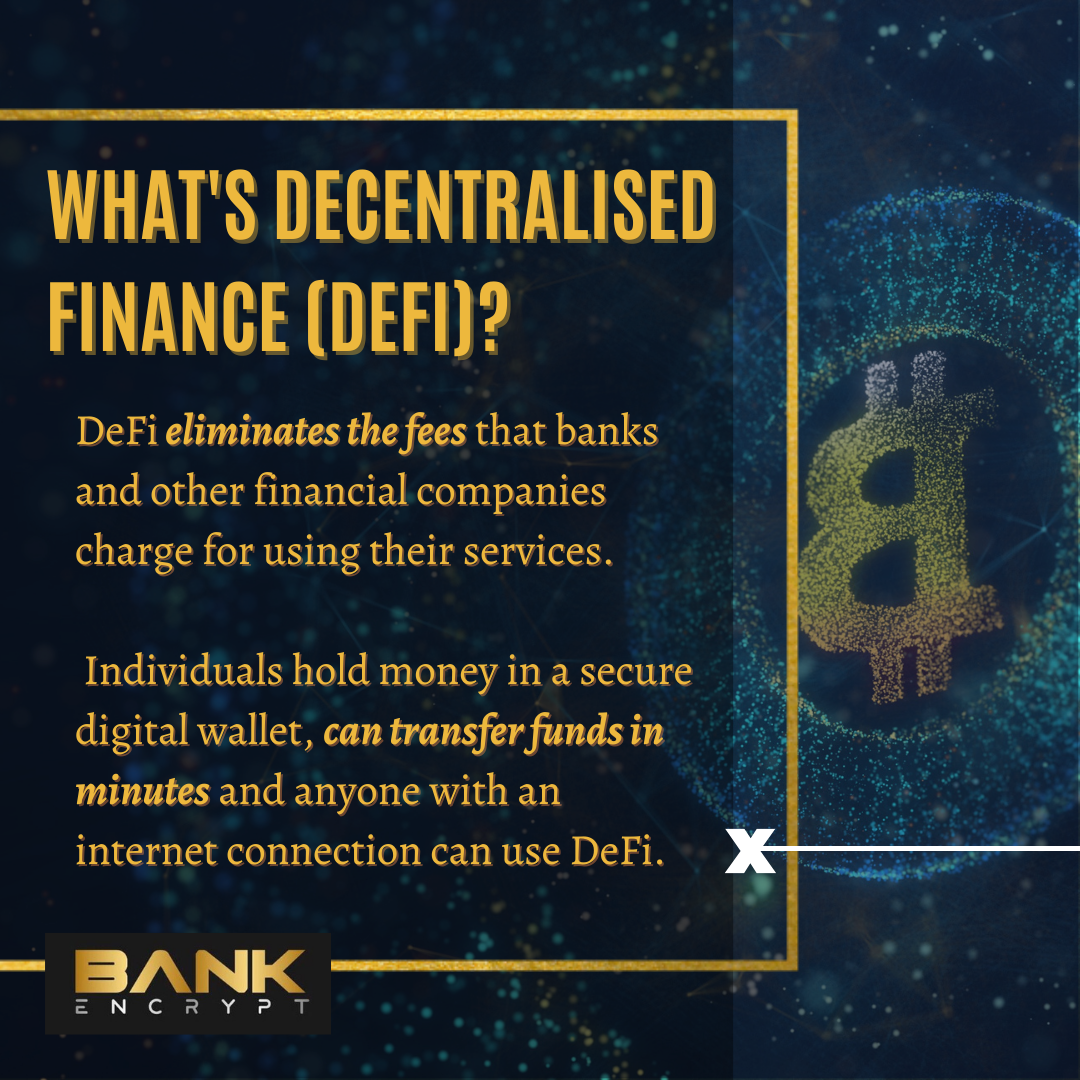 WHAT'S DECENTRALISED
FINANCE (DEFI)?
DeFi eliminates the fees that banks
and other financial companies
charge for using their services.
Individuals hold money in a secure
digital wallet, can transfer funds in
minutes and anyone with an
internet connection can use DeFi.
X
BANK
ENCRYPT